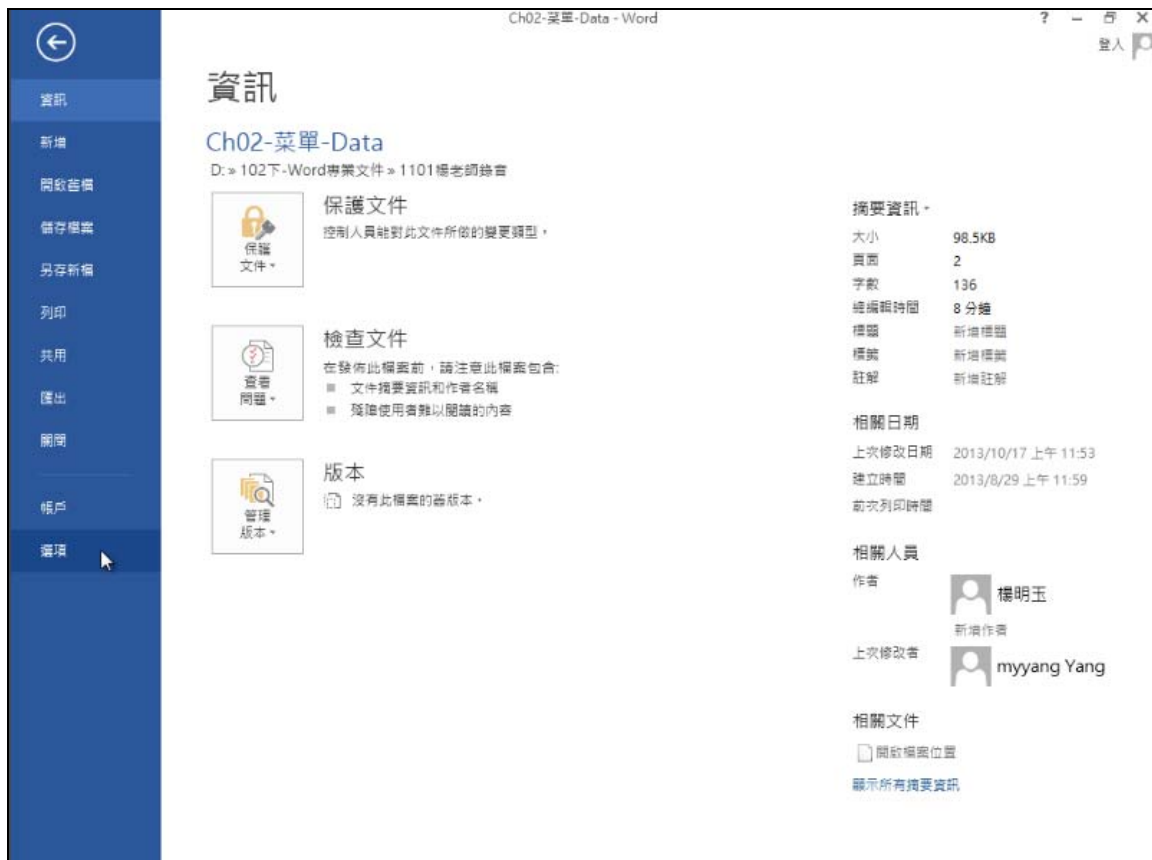 Ch02-菜單-Data - Word
登入
資訊
新增
開啟舊檔
儲存檔案
另存新檔
列印
共用
匯出
關閉
帳戶
選項
資訊
Ch02-菜單-Data
D: » 102下-Word專業文件 » 1101楊老師錄音
保護
文件
保護文件
控制人員能對此文件所做的變更類型。
查看
問題
檢查文件
在發佈此檔案前，請注意此檔案包含:
文件摘要資訊和作者名稱
殘障使用者難以閱讀的內容
管理
版本
版本
沒有此檔案的舊版本。
摘要資訊
大小 98.5KB
頁面 2
字數 136
總編輯時間 8 分鐘
標題 新增標題
標籤 新增標籤
註解 新增註解
相關日期
上次修改日期 2013/10/17 上午 11:53
建立時間 2013/8/29 上午 11:59
前次列印時間
相關人員
作者 楊明玉
新增作者
上次修改者 myyang Yang
相關文件
開啟檔案位置
顯示所有摘要資訊